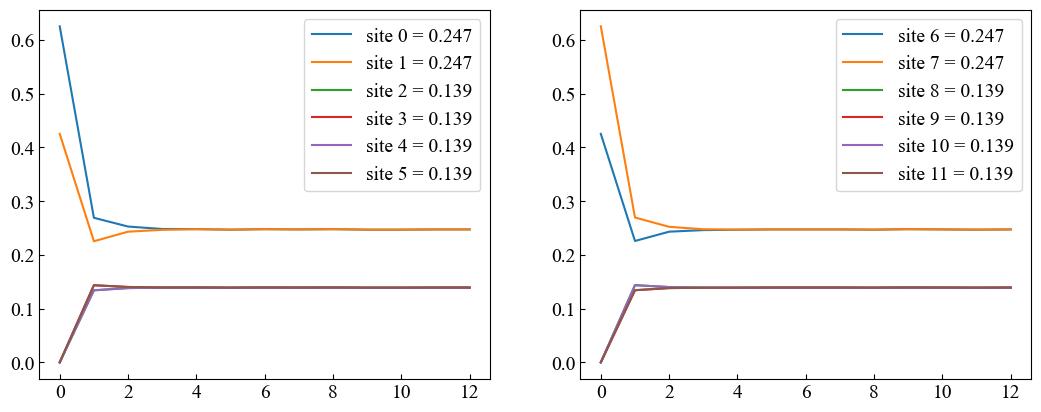 0.6
0.5
0.4
0.3
0.2
0.1
0.0
0 2 4 6 8 10 12
site 0 = 0.247
site 1 = 0.247
site 2 = 0.139
site 3 = 0.139
site 4 = 0.139
site 5 = 0.139
0.6
0.5
0.4
0.3
0.2
0.1
0.0
0 2 4 6 8 10 12
site 6 = 0.247
site 7 = 0.247
site 8 = 0.139
site 9 = 0.139
site 10 = 0.139
site 11 = 0.139